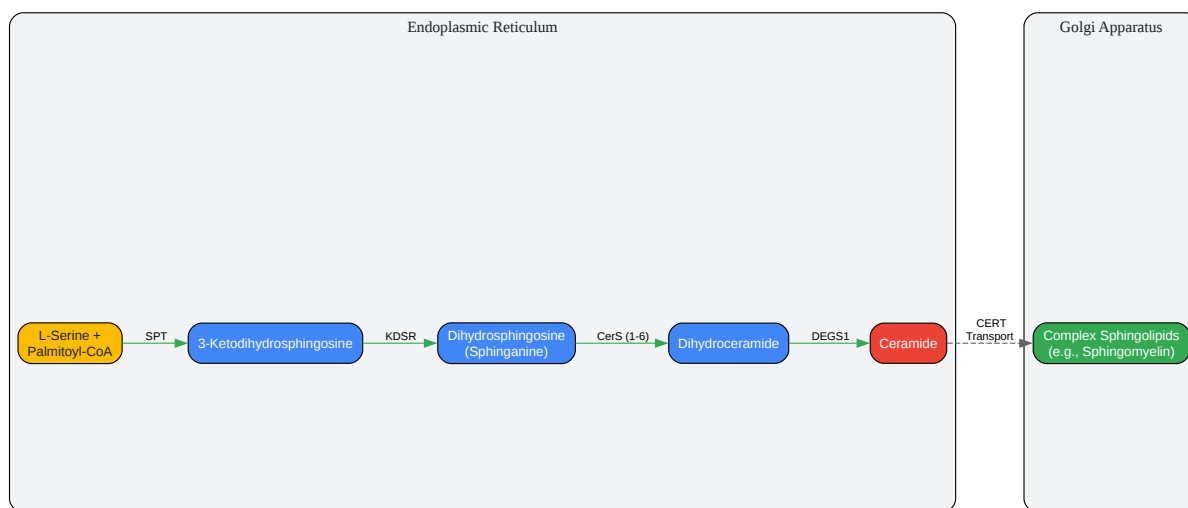 Endoplasmic Reticulum
Golgi Apparatus
L-Serine +
Palmitoyl-CoA
SPT
3-Ketodihydrosphingosine
KDSR
Dihydrosphingosine
(Sphinganine)
CerS (1-6)
Dihydroceramide
DEGS1
Ceramide
CERT
Transport
Complex Sphingolipids
(e.g., Sphingomyelin)